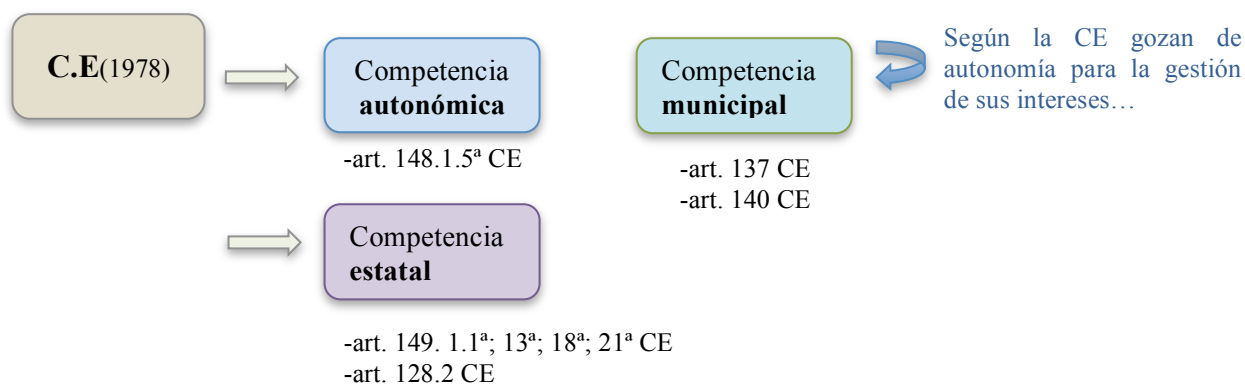 C.E(1978)
Competencia
autonómica
-art. 148.1.5ª CE
Competencia
municipal
-art. 137 CE
-art. 140 CE
Según la CE gozan de
autonomía para la gestión
de sus intereses…
Competencia
estatal
-art. 149. 1.1ª; 13ª; 18ª; 21ª CE
-art. 128.2 CE